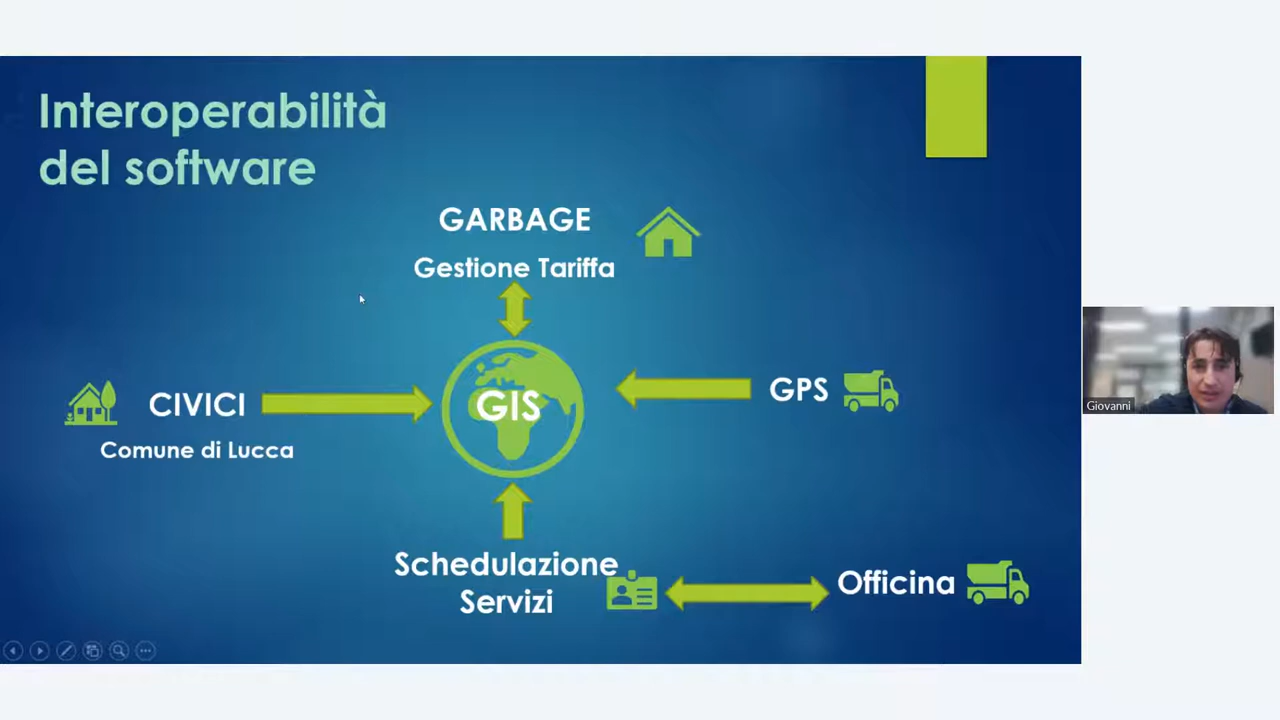 Interoperabilità
del software
GARBAGE
Gestione Tariffa
CIVICI
Comune di Lucca
GIS
GPS
Schedulazione
Servizi
Officina
Giovanni